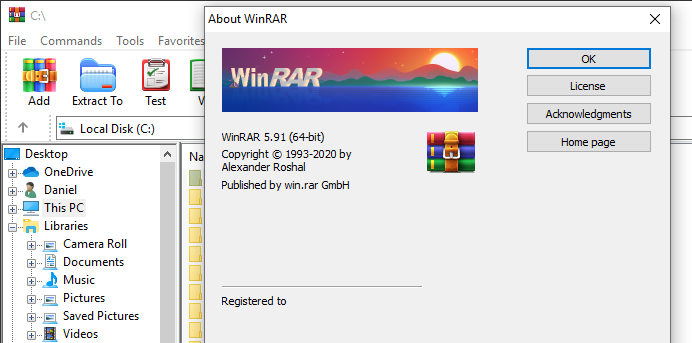 C:\
About WinRAR
File Commands Tools Favorites
WinRAR
OK
License
Acknowledgments
Home page
Add Extract To Test
Local Disk (C:)
WinRAR 5.91 (64-bit)
Copyright © 1993-2020 by
Alexander Roshal
Published by win.rar GmbH
Registered to
Desktop
OneDrive
Daniel
This PC
Libraries
Camera Roll
Documents
Music
Pictures
Saved Pictures
Videos
Na